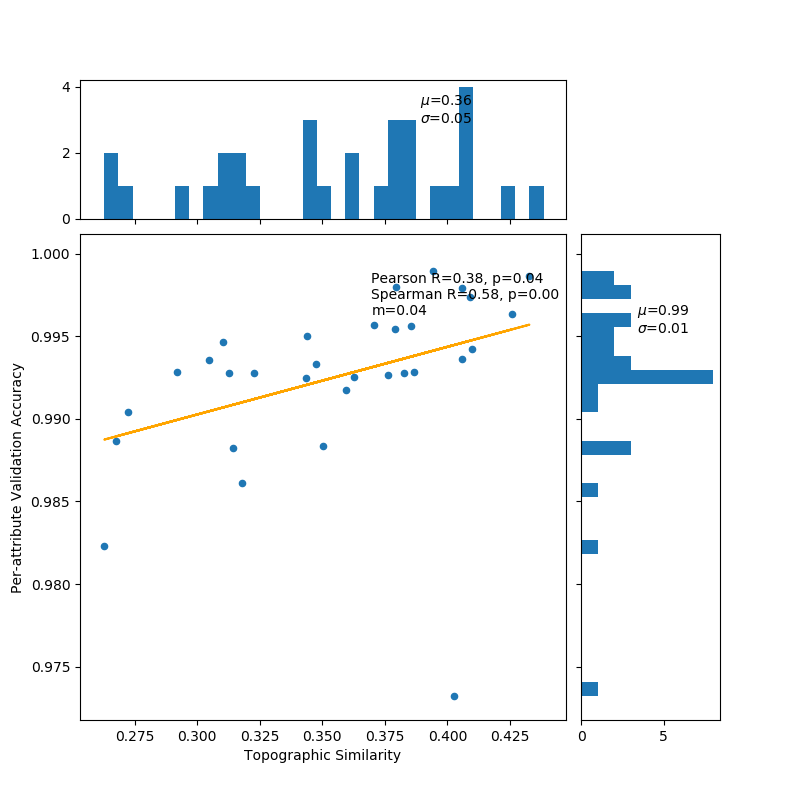 4
2
0
μ=0.36
σ=0.05
1.000
0.995
0.990
0.985
0.980
0.975
Per-attribute Validation Accuracy
Pearson R=0.38, p=0.04
Spearman R=0.58, p=0.00
m=0.04
μ=0.99
σ=0.01
0.275 0.300 0.325 0.350 0.375 0.400 0.425
Topographic Similarity
0 5